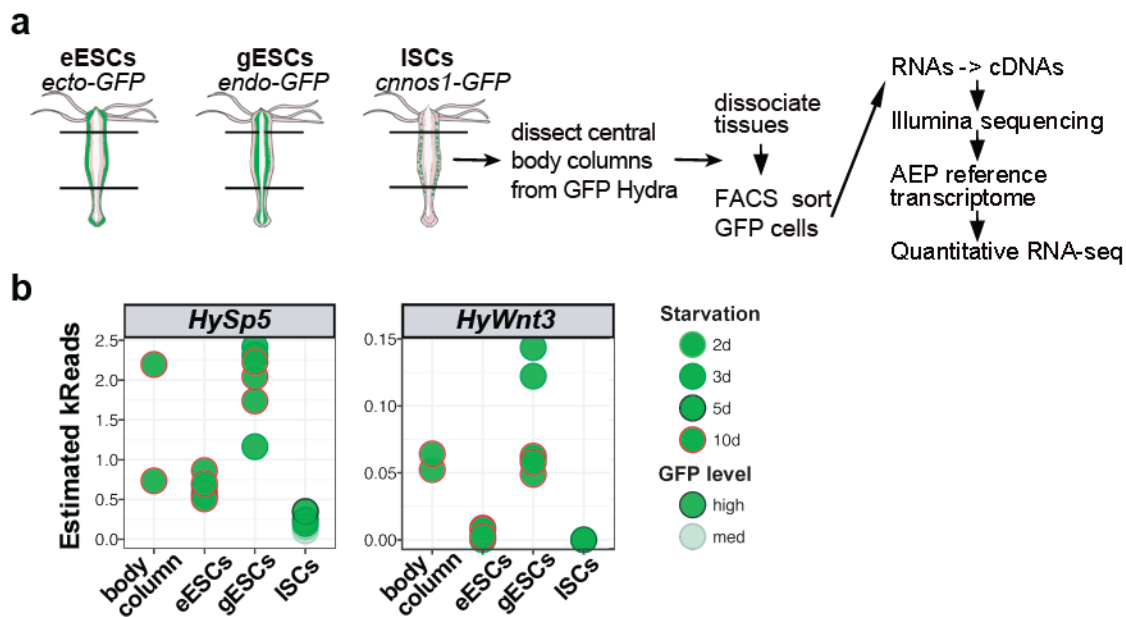 a
eESCs
ecto-GFP
gESCs
endo-GFP
ISCs
cnnos1-GFP
dissect central
body columns
from GFP Hydra
dissociate
tissues
FACS sort
GFP cells
RNAs -> cDNAs
Illumina sequencing
AEP reference
transcriptome
Quantitative RNA-seq
b
Estimated kReads
HySp5
2.5
2.0
1.5
1.0
0.5
0.0
body
column
eESCs
gESCs
ISCs
HyWnt3
0.15
0.10
0.05
0.00
body
column
eESCs
gESCs
ISCs
Starvation
2d
3d
5d
10d
GFP level
high
med